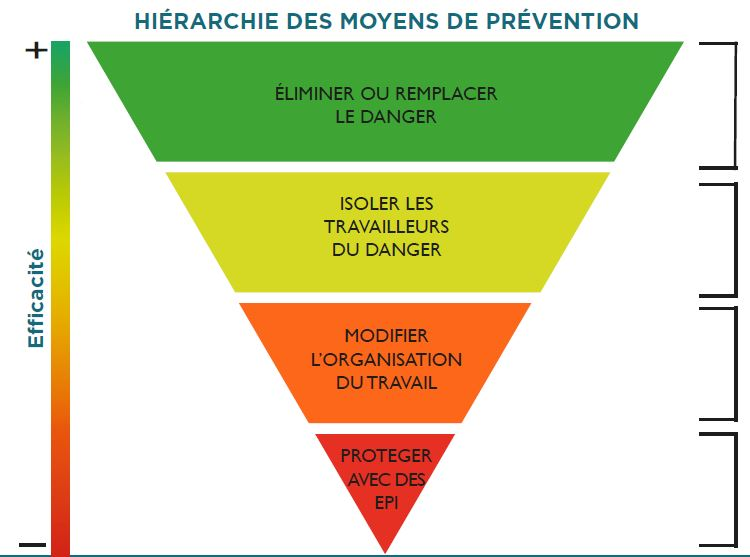 HIÉRARCHIE DES MOYENS DE PRÉVENTION
+
ÉLIMINER OU REMPLACER
LE DANGER
ISOLER LES
TRAVAILLEURS
DU DANGER
Efficacité
MODIFIER
L'ORGANISATION
DU TRAVAIL
PROTEGER
AVEC DES
EPI
–